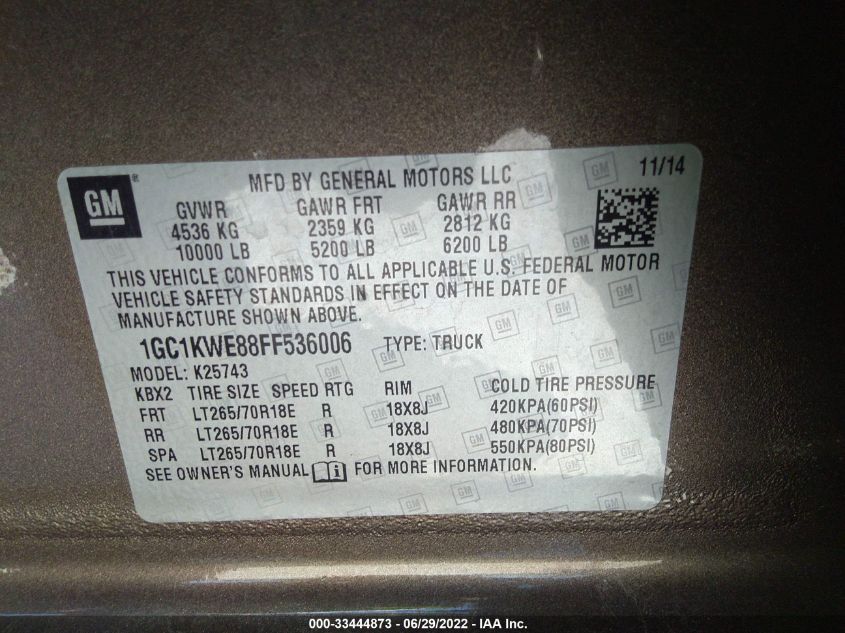 GM
MFD BY GENERAL MOTORS LLC
11/14
GVWR GAWR FRT GAWR RR
4536 KG 2359 KG 2812 KG
10000 LB 5200 LB 6200 LB
THIS VEHICLE CONFORMS TO ALL APPLICABLE U.S. FEDERAL MOTOR
VEHICLE SAFETY STANDARDS IN EFFECT ON THE DATE OF
MANUFACTURE SHOWN ABOVE.
1GC1KWE88FF536006 TYPE: TRUCK
MODEL: K25743
KBX2 TIRE SIZE SPEED RTG RIM COLD TIRE PRESSURE
FRT LT265/70R18E R 18X8J 420KPA(60PSI)
RR LT265/70R18E R 18X8J 480KPA(70PSI)
SPA LT265/70R18E R 18X8J 550KPA(80PSI)
SEE OWNER'S MANUAL FOR MORE INFORMATION.
000-33444873 - 06/29/2022 - IAA Inc.